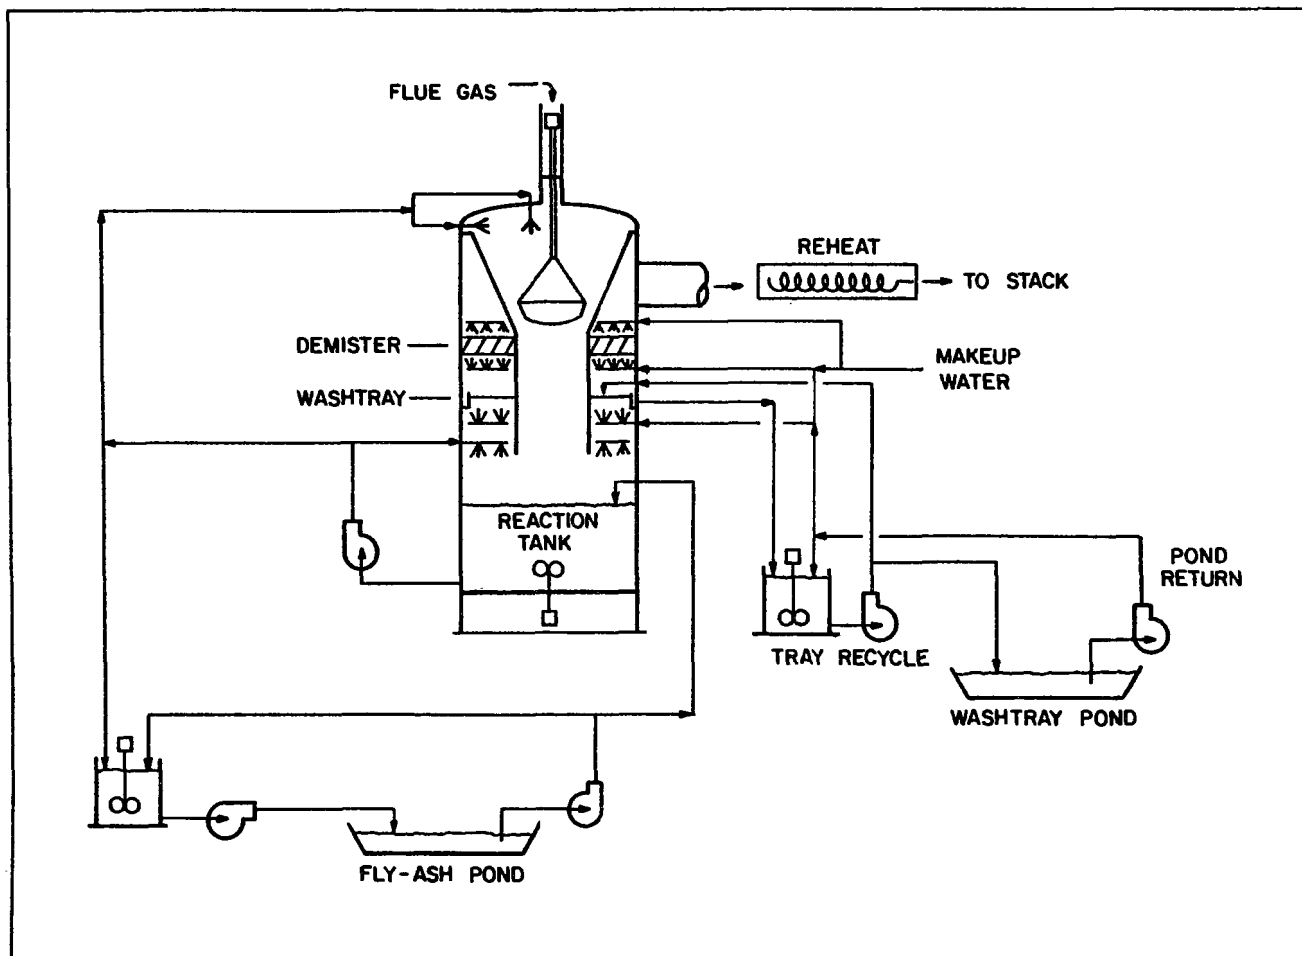 FLUE GAS
REHEAT
TO STACK
DEMISTER
MAKEUP
WATER
WASHTRAY
REACTION
TANK
POND
RETURN
TRAY RECYCLE
WASHTRAY POND
FLY-ASH POND